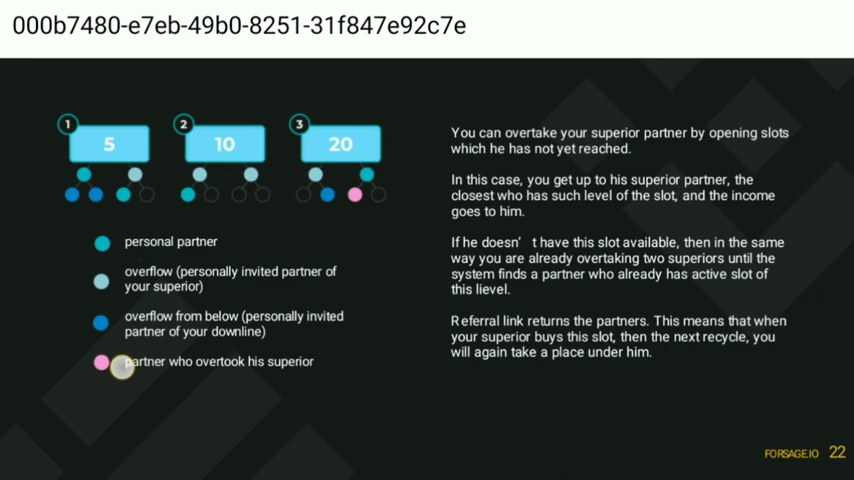 000b7480-e7eb-49b0-8251-31f847e92c7e
1
5
2
10
3
20
personal partner
overflow (personally invited partner of
your superior)
overflow from below (personally invited
partner of your downline)
partner who overtook his superior
You can overtake your superior partner by opening slots
which he has not yet reached.
In this case, you get up to his superior partner, the
closest who has such level of the slot, and the income
goes to him.
If he doesn' t have this slot available, then in the same
way you are already overtaking two superiors until the
system finds a partner who already has active slot of
this lievel.
Referral link returns the partners. This means that when
your superior buys this slot, then the next recycle, you
will again take a place under him.
FORSAGE.IO 22